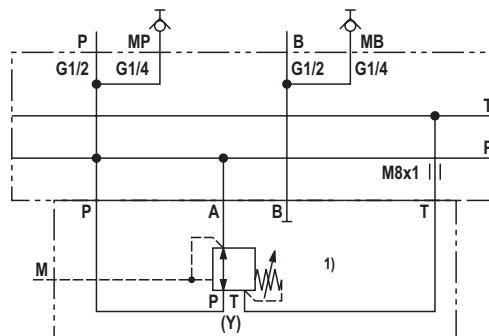 P MP B MB
G1/2 G1/4 G1/2 G1/4
T
P
M8x1
P A B T
M 1)
P T
(Y)